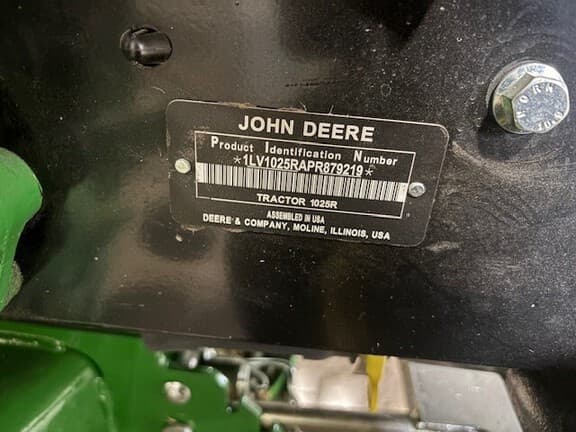 JOHN DEERE
Product Identification Number
*1LV1025RAPR879219*
TRACTOR 1025R
ASSEMBLED IN USA
DEERE & COMPANY, MOLINE, ILLINOIS, USA